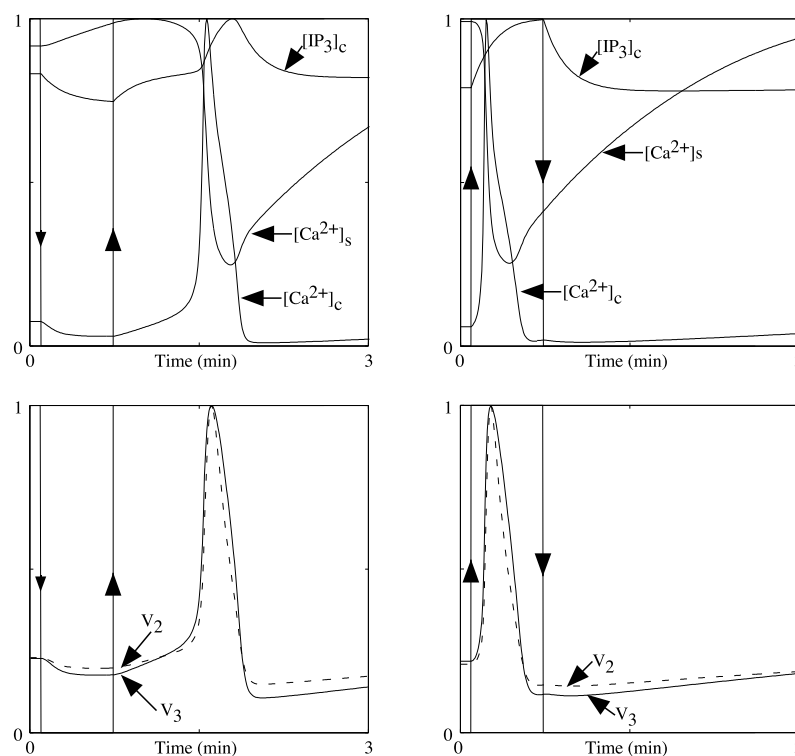 1
[IP3]c
[Ca2+]s
[Ca2+]c
0
0
Time (min)
3
1
[IP3]c
[Ca2+]s
[Ca2+]c
0
0
Time (min)
1
V2
V3
0
0
Time (min)
3
1
V2
V3
0
0
Time (min)